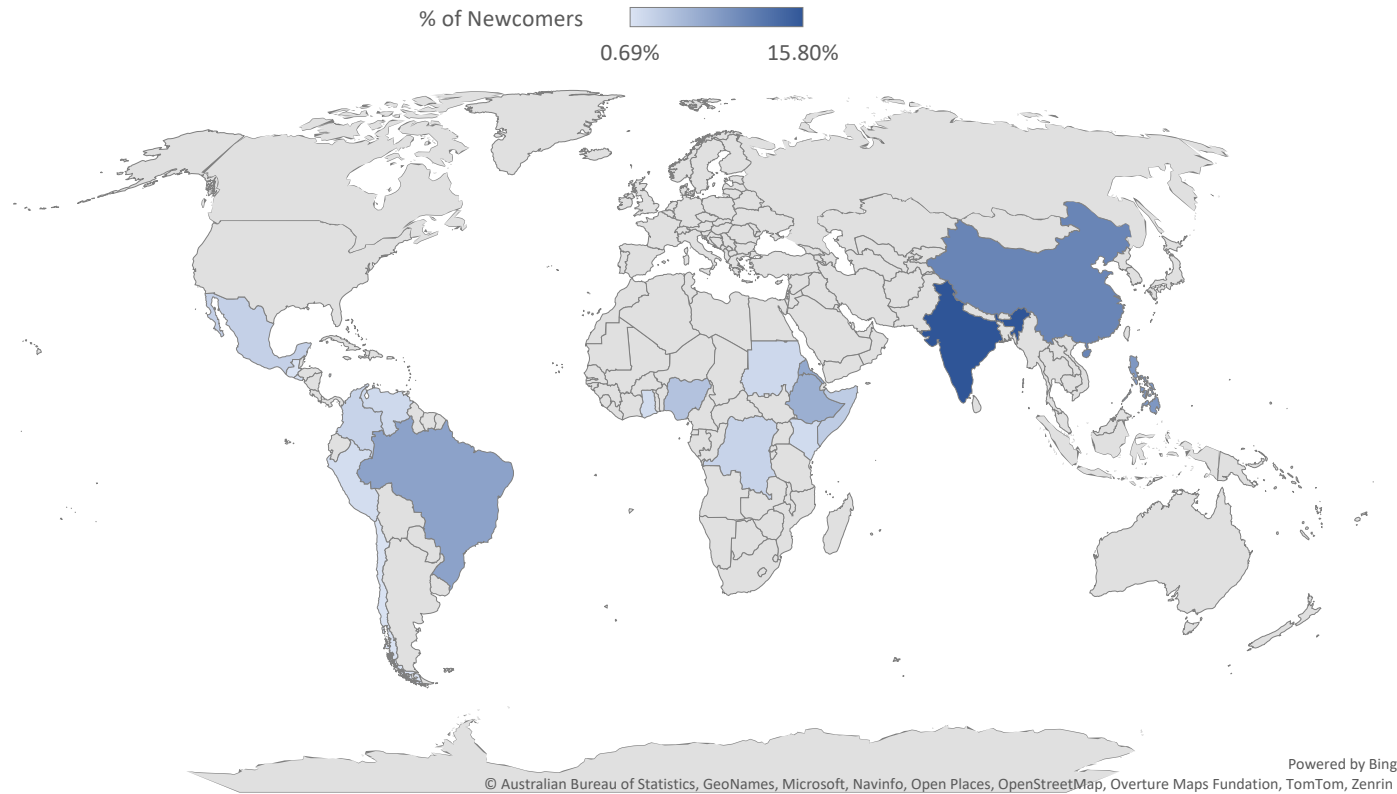 % of Newcomers
0.69% 15.80%
Powered by Bing
© Australian Bureau of Statistics, GeoNames, Microsoft, Navinfo, Open Places, OpenStreetMap, Overture Maps Fundation, TomTom, Zenrin